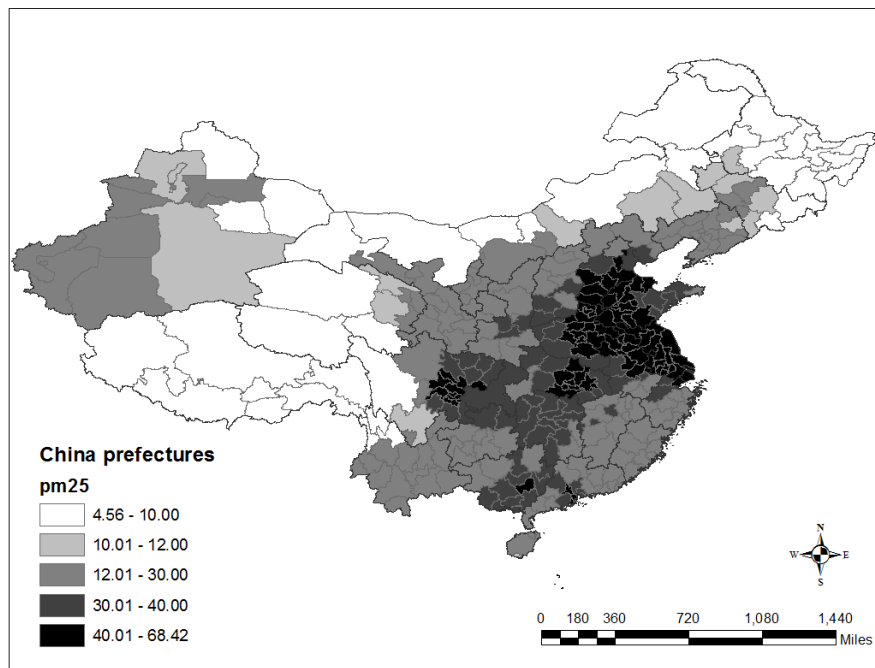 China prefectures
pm25
4.56 - 10.00
10.01 - 12.00
12.01 - 30.00
30.01 - 40.00
40.01 - 68.42
N
W E
S
0 180 360 720 1,080 1,440
Miles